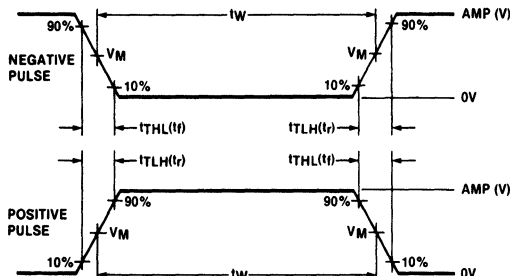 tW
AMP (V)
90% 90%
NEGATIVE
PULSE
VM VM
10% 10%
0V
tTHL(tf) tTLH(tr)
tTLH(tr) tTHL(tf)
AMP (V)
90% 90%
POSITIVE
PULSE
VM VM
10% 10%
tW
0V